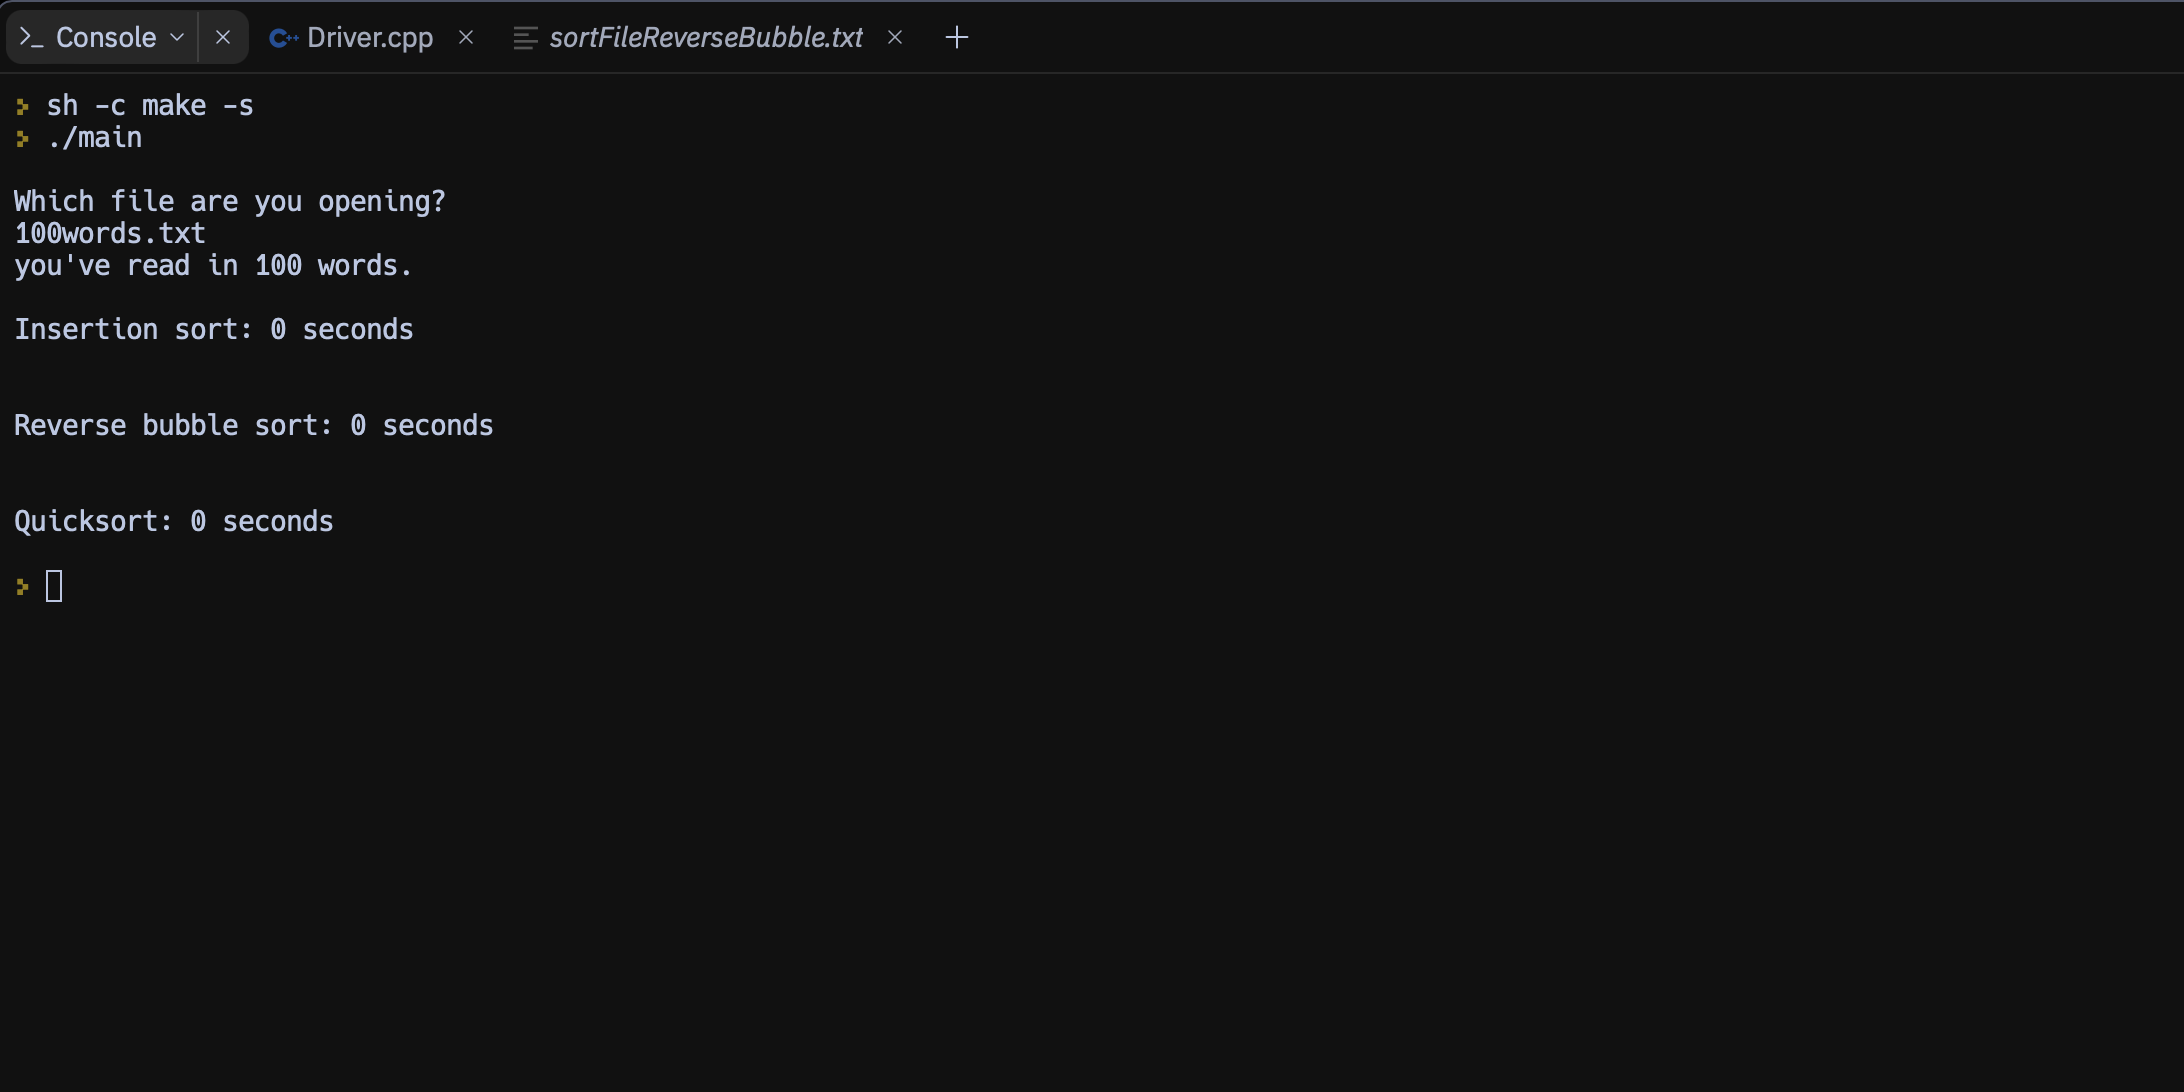 Console
Driver.cpp
sortFileReverseBubble.txt
sh -c make -s
./main
Which file are you opening?
100words.txt
you've read in 100 words.
Insertion sort: 0 seconds
Reverse bubble sort: 0 seconds
Quicksort: 0 seconds